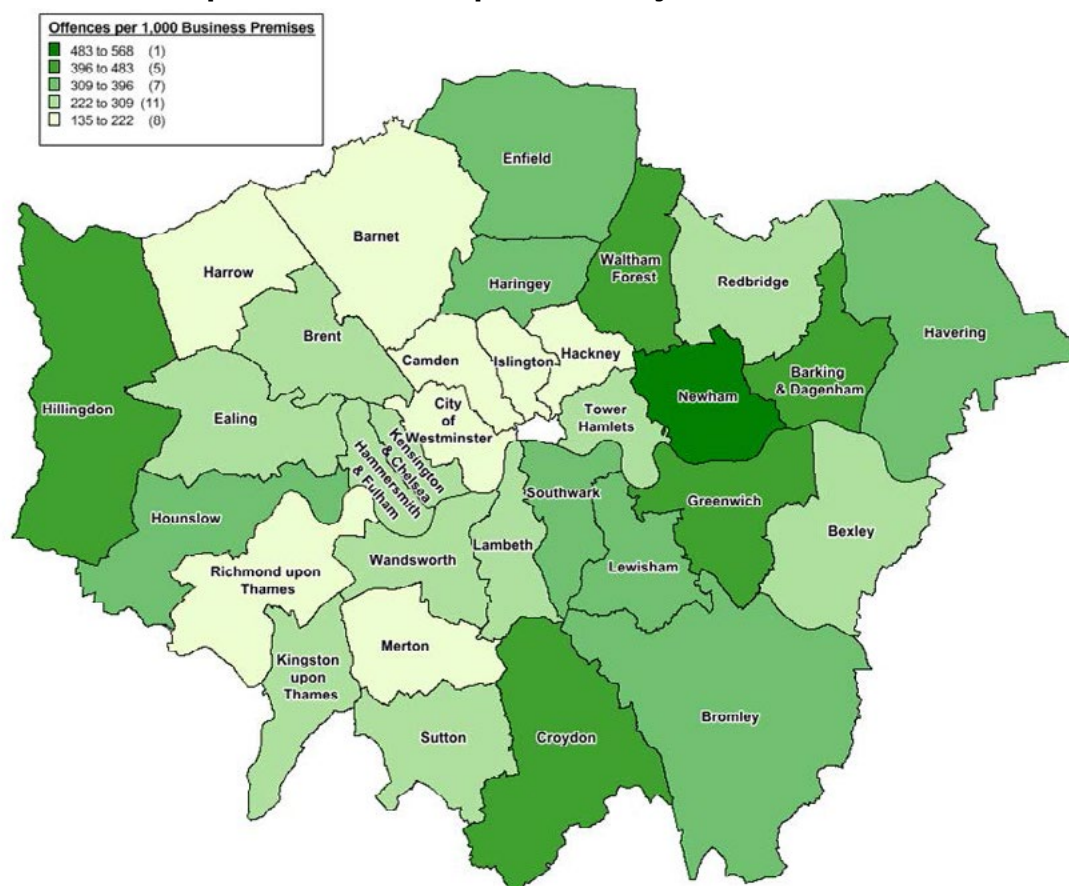 Offences per 1,000 Business Premises
483 to 568 (1)
396 to 483 (5)
309 to 396 (7)
222 to 309 (11)
135 to 222 (8)
Enfield
Barnet
Harrow
Haringey
Waltham
Forest
Redbridge
Havering
Brent
Camden
Islington
Hackney
Barking
& Dagenham
Hillingdon
Ealing
City
of
Westminster
Tower
Hamlets
Newham
Kensington
& Chelsea
Hammersmith
& Fulham
Southwark
Greenwich
Hounslow
Bexley
Wandsworth
Lambeth
Lewisham
Richmond upon
Thames
Merton
Kingston
upon
Thames
Sutton
Croydon
Bromley